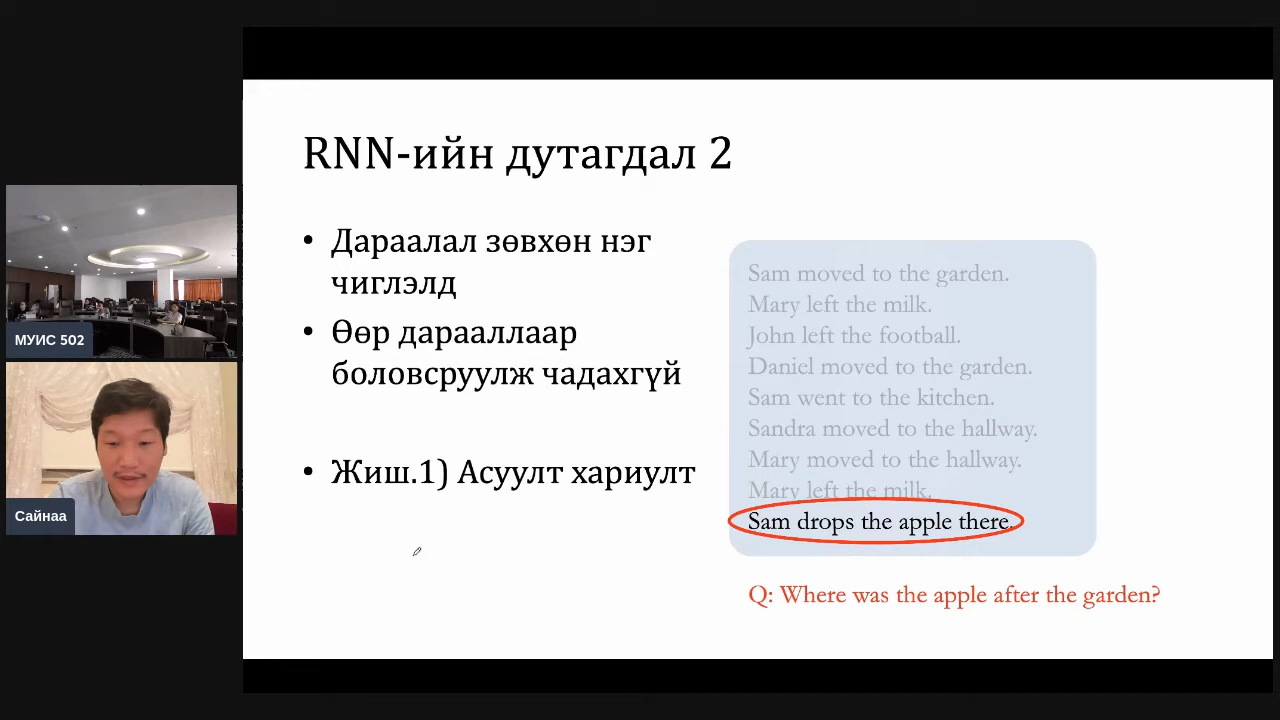 RNN-ийн дутагдал 2
• Дараалал зөвхөн нэг
чиглэлд
• Өөр дарааллаар
боловсруулж чадахгүй
• Жиш.1) Асуулт хариулт
Sam moved to the garden.
Mary left the milk.
John left the football.
Daniel moved to the garden.
Sam went to the kitchen.
Sandra moved to the hallway.
Mary moved to the hallway.
Mary left the milk.
Sam drops the apple there.
Q: Where was the apple after the garden?
МУИС 502
Сайнаа